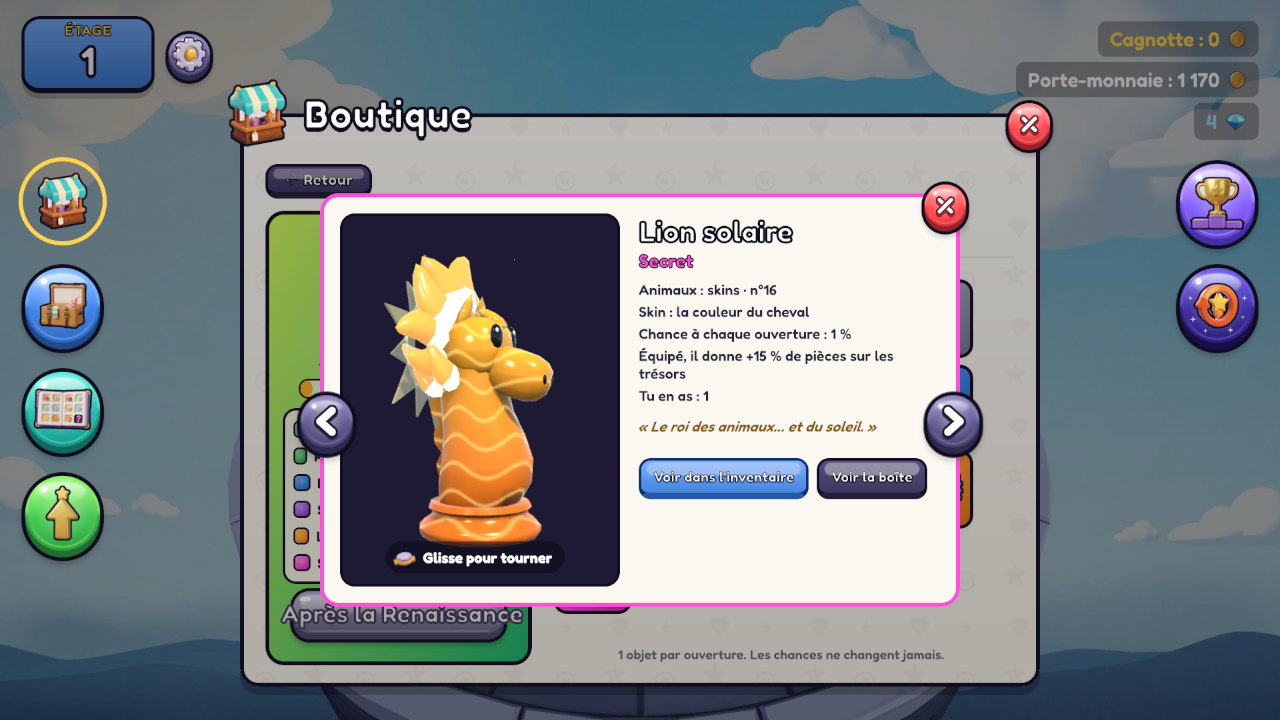 ÉTAGE
1
Cagnotte : 0
Porte-monnaie : 1 170
4
Boutique
← Retour
Lion solaire
Secret
Animaux : skins · n°16
Skin : la couleur du cheval
Chance à chaque ouverture : 1 %
Équipé, il donne +15 % de pièces sur les
trésors
Tu en as : 1
« Le roi des animaux... et du soleil. »
Voir dans l'inventaire
Voir la boîte
Glisse pour tourner
Après la Renaissance
1 objet par ouverture. Les chances ne changent jamais.